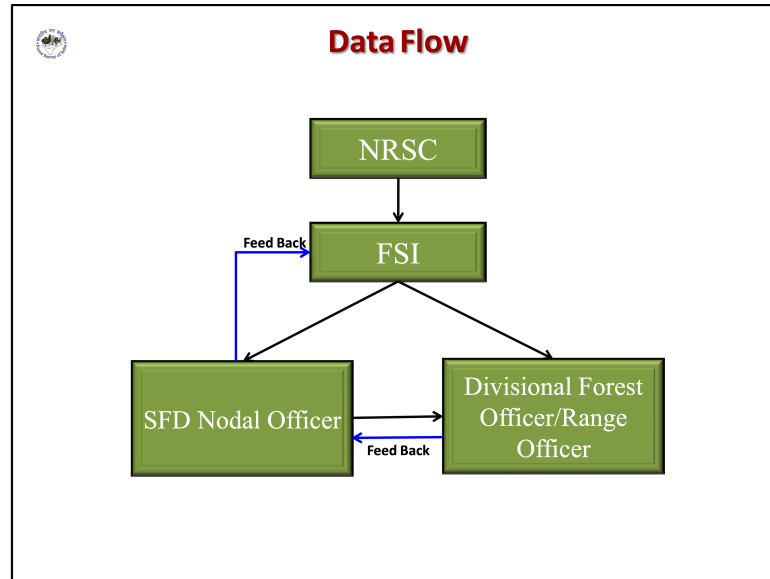 Data Flow
NRSC
FSI
Feed Back
SFD Nodal Officer
Divisional Forest
Officer/Range
Officer
Feed Back